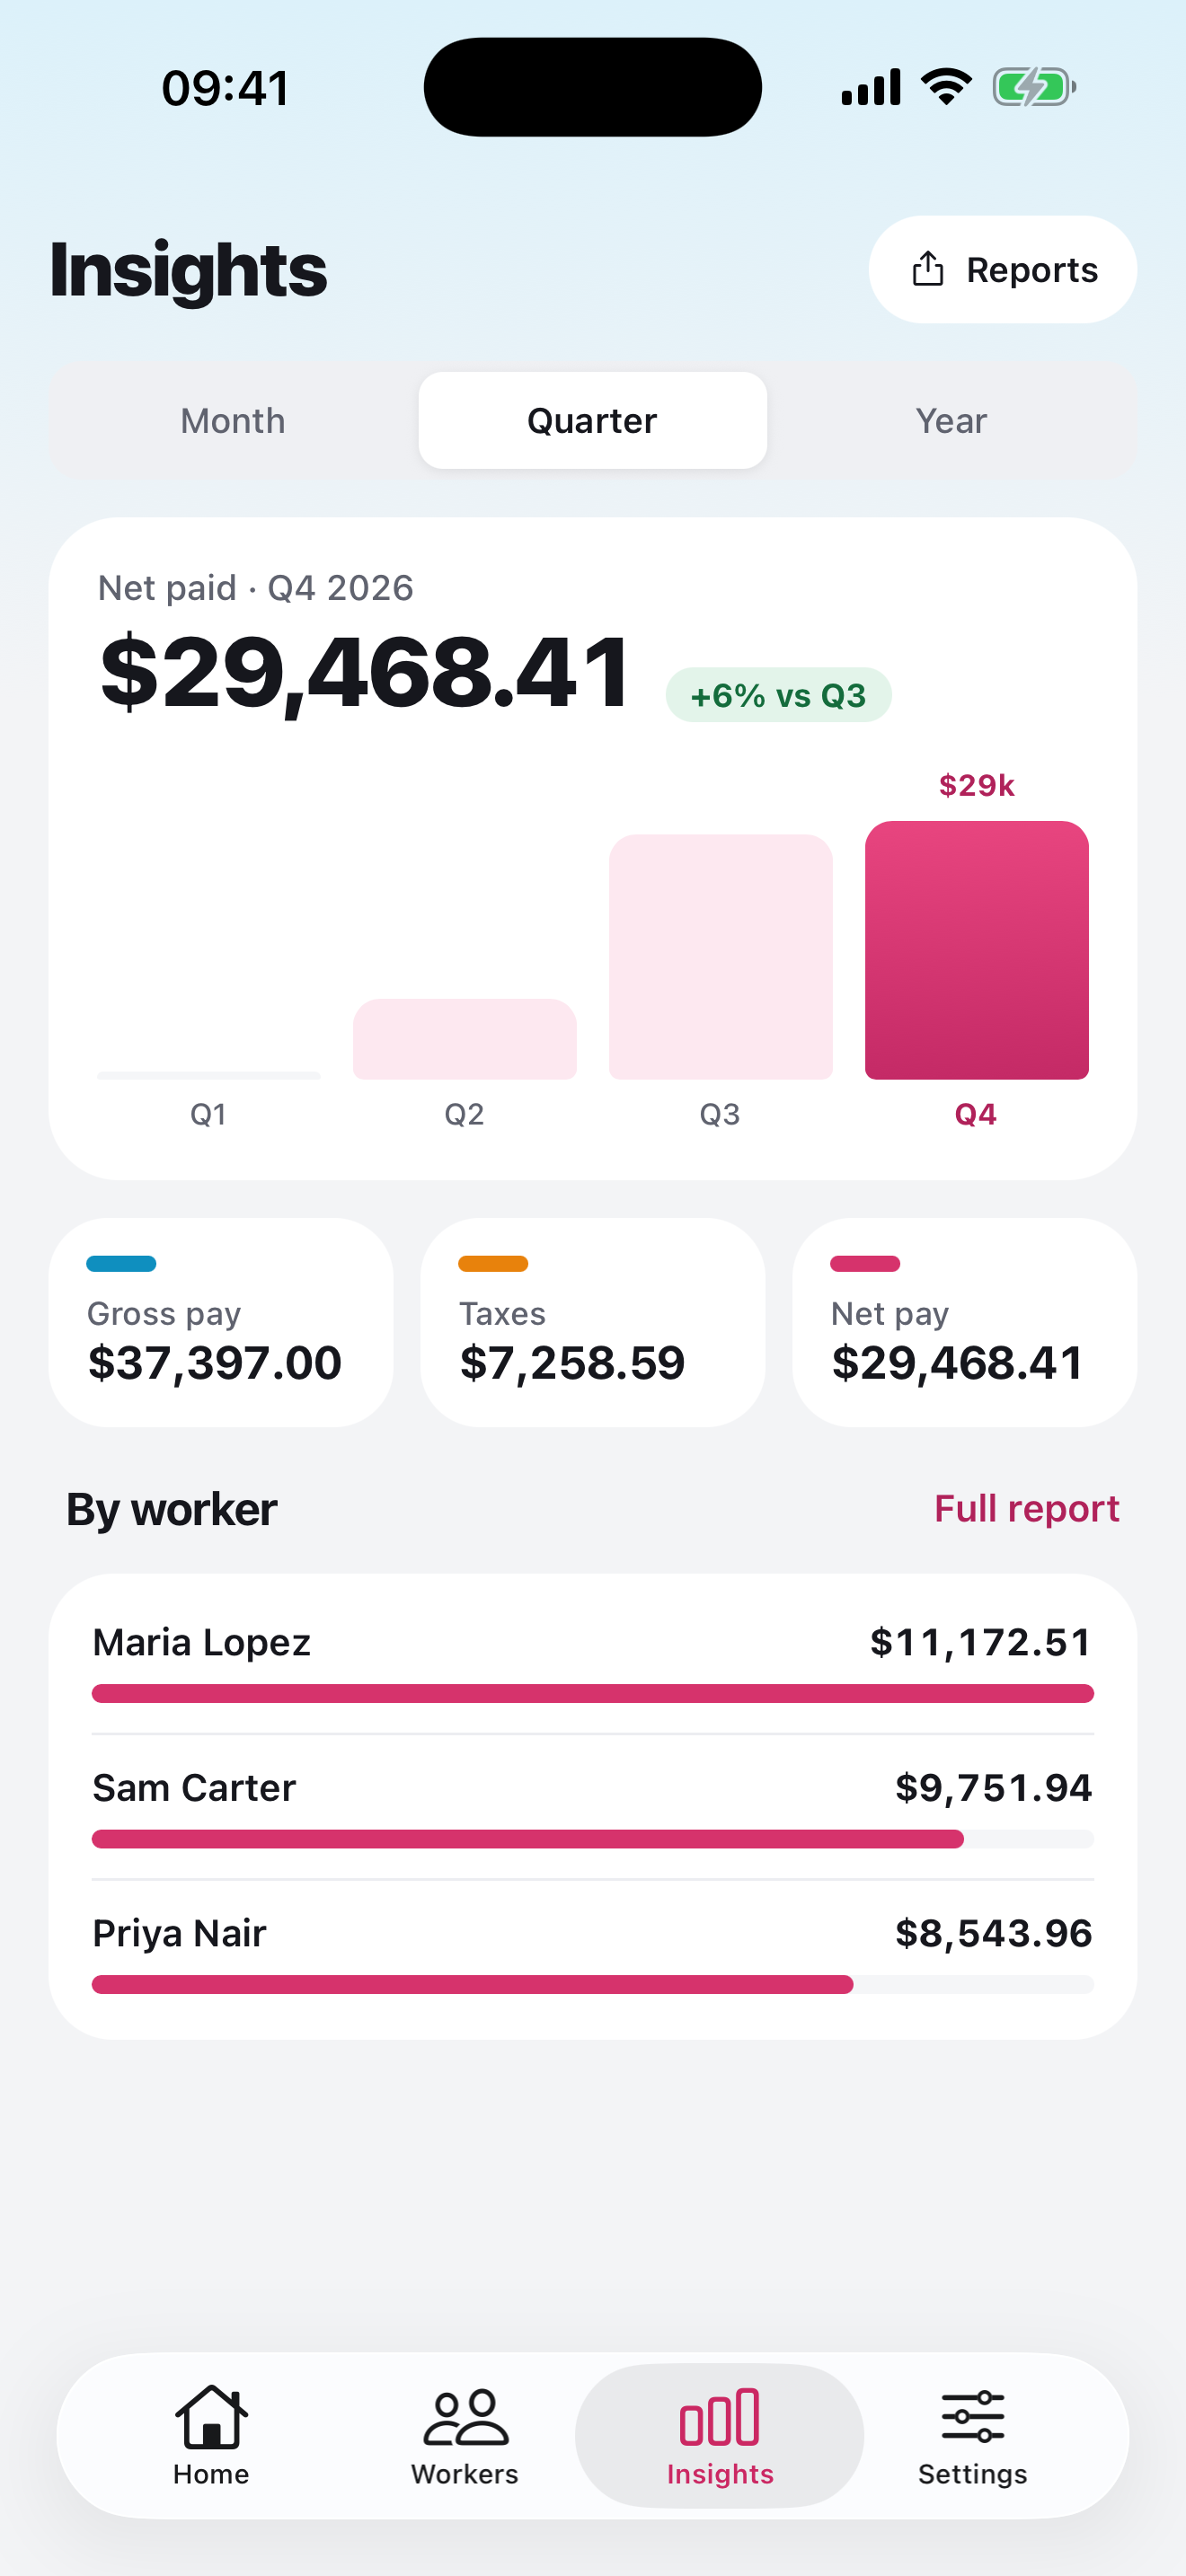 09:41
Insights
Reports
Month Quarter Year
Net paid · Q4 2026
$29,468.41 +6% vs Q3
$29k
Q1 Q2 Q3 Q4
Gross pay Taxes Net pay
$37,397.00 $7,258.59 $29,468.41
By worker Full report
Maria Lopez $11,172.51
Sam Carter $9,751.94
Priya Nair $8,543.96
Home Workers Insights Settings